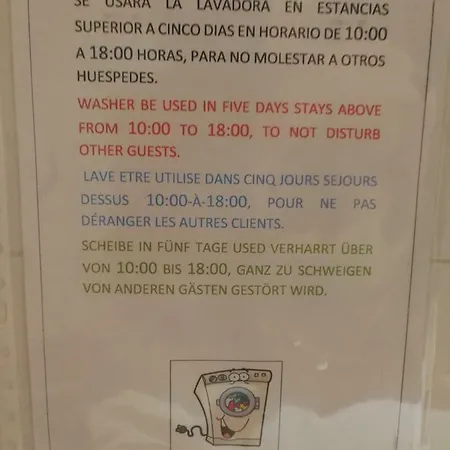 SE USARA LA LAVADORA EN ESTANCIAS
SUPERIOR A CINCO DIAS EN HORARIO DE 10:00
A 18:00 HORAS, PARA NO MOLESTAR A OTROS
HUESPEDES.
WASHER BE USED IN FIVE DAYS STAYS ABOVE
FROM 10:00 TO 18:00, TO NOT DISTURB
OTHER GUESTS.
LAVE ETRE UTILISE DANS CINQ JOURS SEJOURS
DESSUS 10:00-À-18:00, POUR NE PAS
DÉRANGER LES AUTRES CLIENTS.
SCHEIBE IN FÜNF TAGE USED VERHARRT ÜBER
VON 10:00 BIS 18:00, GANZ ZU SCHWEIGEN
VON ANDEREN GÄSTEN GESTÖRT WIRD.